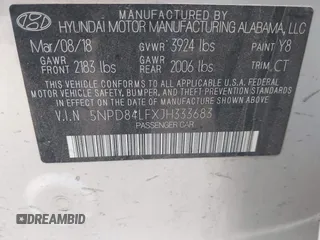 MANUFACTURED BY
HYUNDAI MOTOR MANUFACTURING ALABAMA, LLC
Mar/08/18 GVWR 3924 lbs PAINT Y8
GAWR FRONT 2183 lbs GAWR REAR 2006 lbs TRIM CT
THIS VEHICLE CONFORMS TO ALL APPLICABLE U.S. FEDERAL
MOTOR VEHICLE SAFETY, BUMPER, AND THEFT PREVENTION
STANDARDS IN EFFECT ON THE DATE OF MANUFACTURE SHOWN ABOVE.
V.I.N 5NPD84LFXJH333683
PASSENGER CAR
DREAMBID